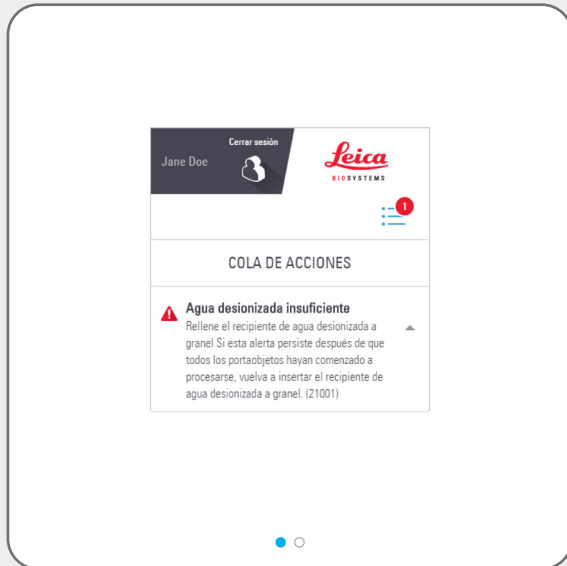 Cerrar sesión
Jane Doe
Leica
BIOSYSTEMS
1
COLA DE ACCIONES
Agua desionizada insuficiente
Rellene el recipiente de agua desionizada a
granel Si esta alerta persiste después de que
todos los portaobjetos hayan comenzado a
procesarse, vuelva a insertar el recipiente de
agua desionizada a granel. (21001)